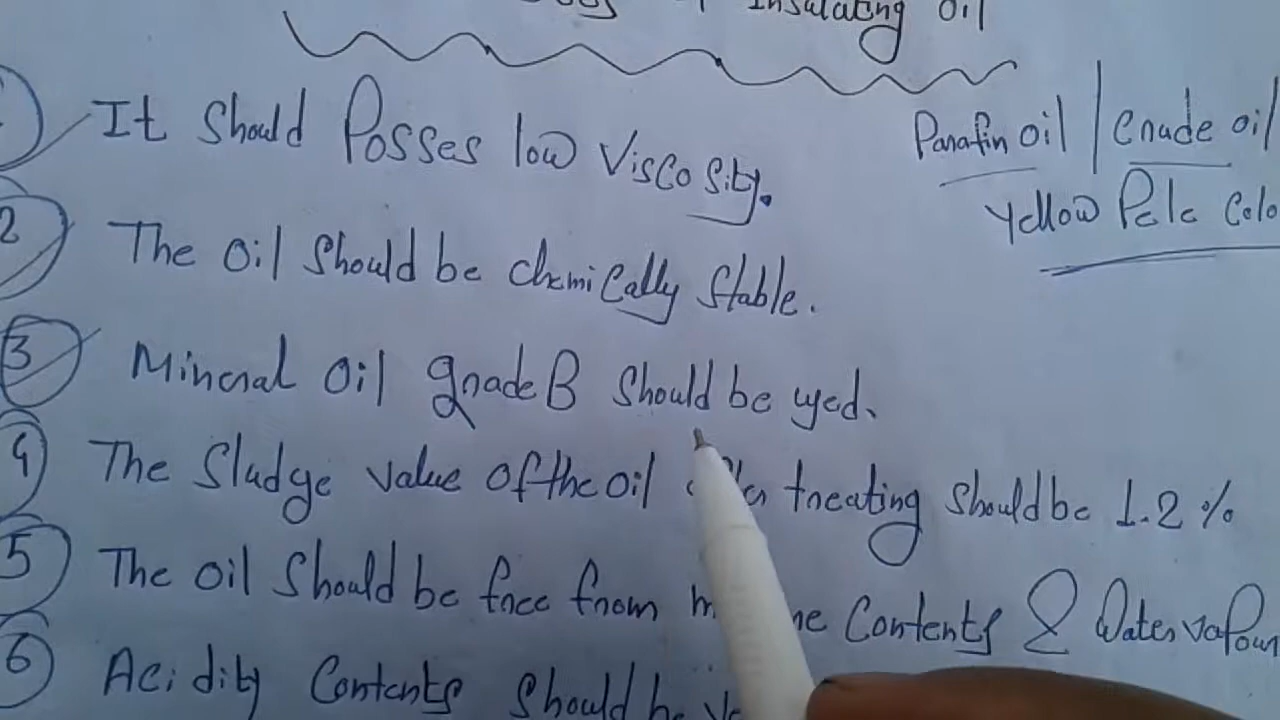 Insulating Oil
1 It Should Posses low Viscosity.
Parafin oil | Crude oil
Yellow Pale Colo
2 The Oil Should be chemically Stable.
3 Mineral Oil grade B Should be used.
4 The Sludge value of the oil treating should be 1.2 %
5 The oil Should be free from Contents & Water vapour
6 Acidity Contents Should be